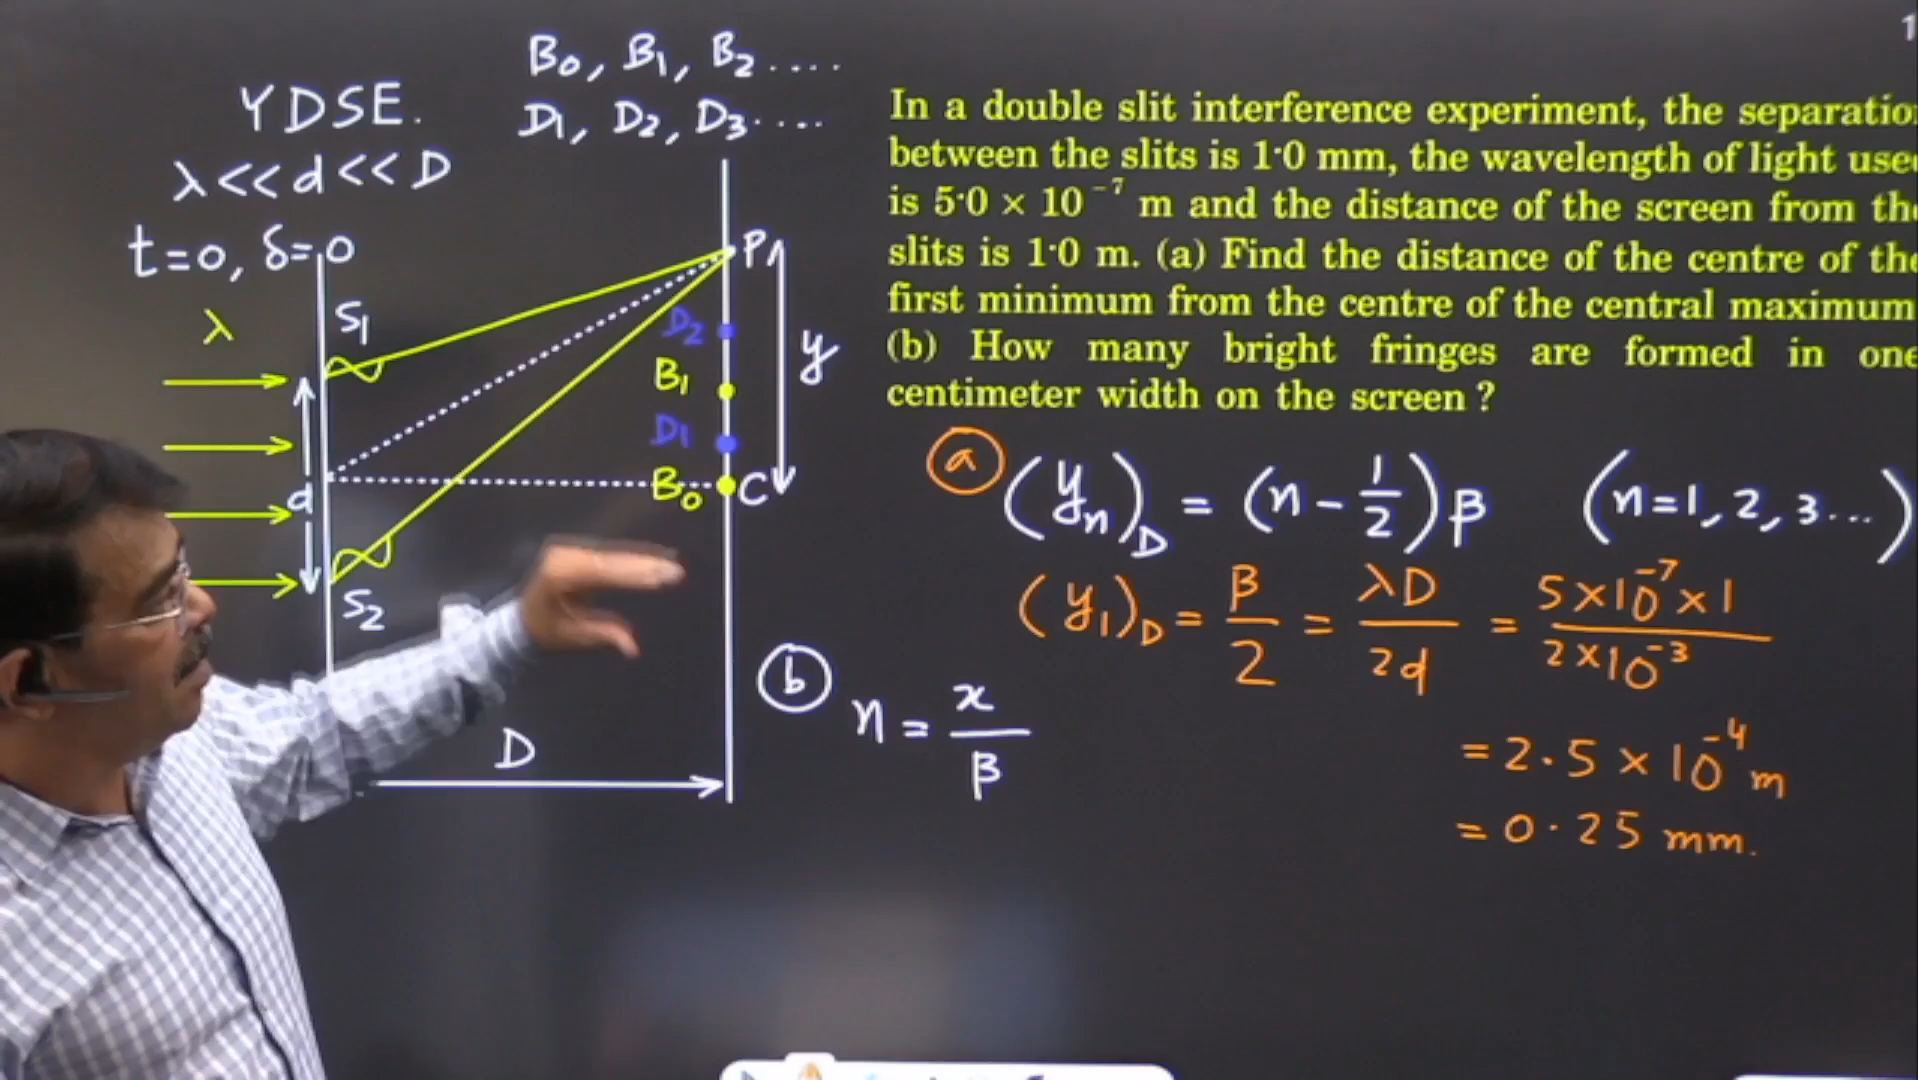 B₀, B₁, B₂ ....
YDSE.
D₁, D₂, D₃ ....
λ << d << D
t=0, δ=0
λ
S₁
S₂
d
P
D₂
B₁
D₁
B₀
C
y
D
1
In a double slit interference experiment, the
between the slits is 1·0 mm, the wavelength of light
is 5·0 × 10⁻⁷ m and the distance of the screen from
slits is 1·0 m. (a) Find the distance of the centre of
first minimum from the centre of the central maximum
(b) How many bright fringes are formed in
centimeter width on the screen ?
(a) (yₙ)_D = (n - 1/2) β (n=1, 2, 3...)
(y₁)_D = β/2 = λD/2d = 5×10⁻⁷×1/2×10⁻³
= 2.5 × 10⁻⁴ m
= 0.25 mm.
(b) n = x/β